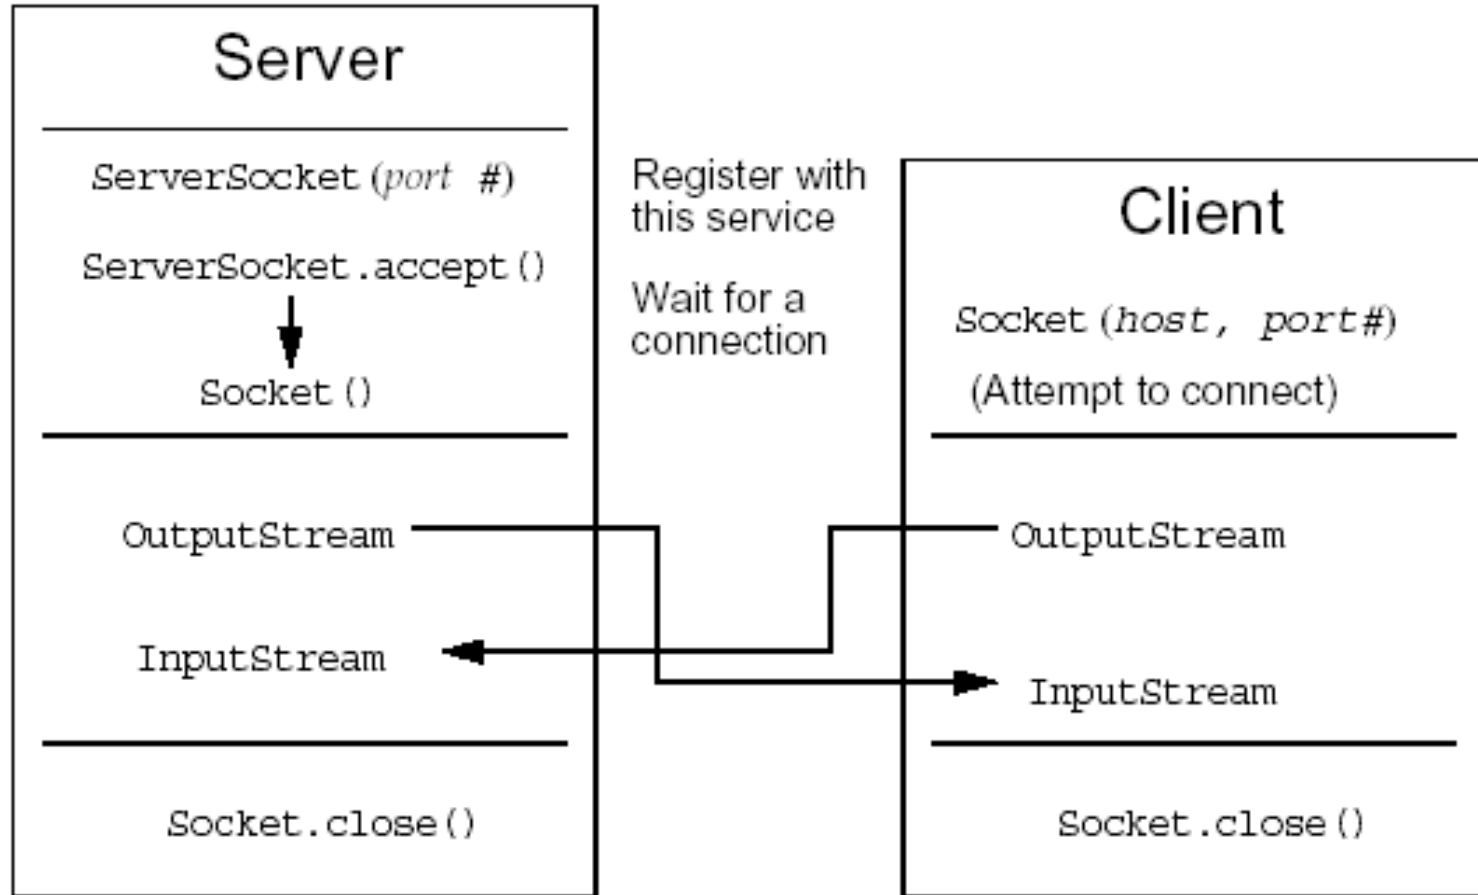 Server
ServerSocket(port #)
ServerSocket.accept()
Socket()
OutputStream
InputStream
Socket.close()
Register with
this service
Wait for a
connection
Client
Socket(host, port#)
(Attempt to connect)
OutputStream
InputStream
Socket.close()